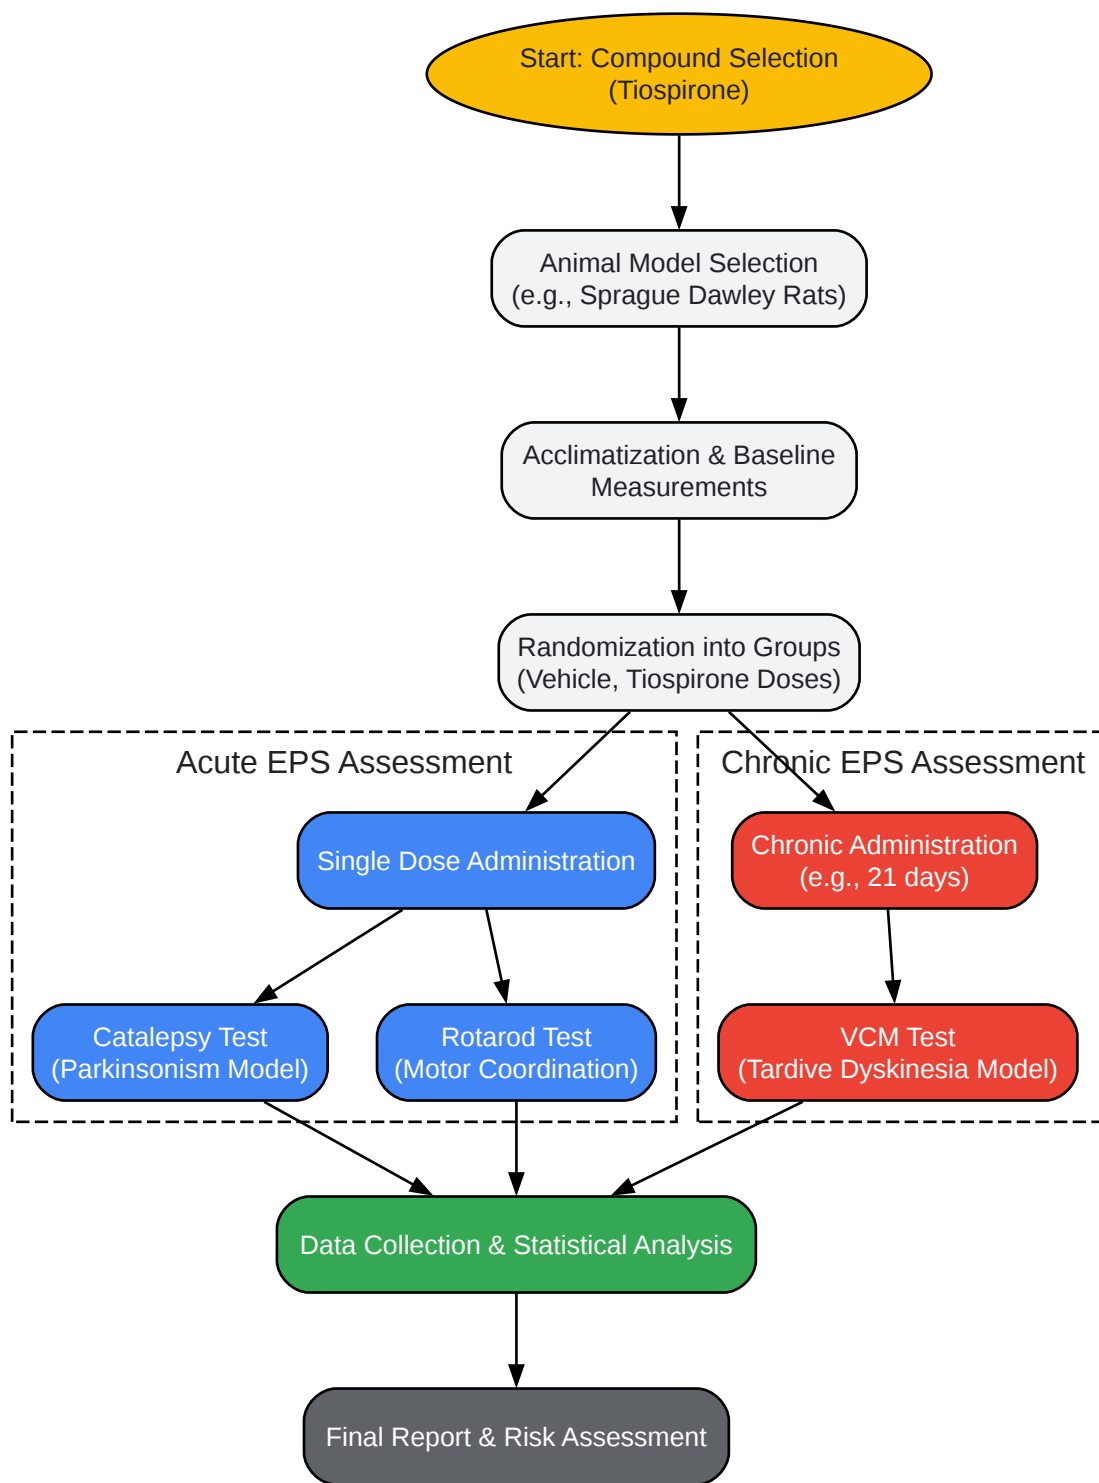 Start: Compound Selection
(Tiospirone)
Animal Model Selection
(e.g., Sprague Dawley Rats)
Acclimatization & Baseline
Measurements
Randomization into Groups
(Vehicle, Tiospirone Doses)
Acute EPS Assessment
Single Dose Administration
Catalepsy Test
(Parkinsonism Model)
Rotarod Test
(Motor Coordination)
Chronic EPS Assessment
Chronic Administration
(e.g., 21 days)
VCM Test
(Tardive Dyskinesia Model)
Data Collection & Statistical Analysis
Final Report & Risk Assessment